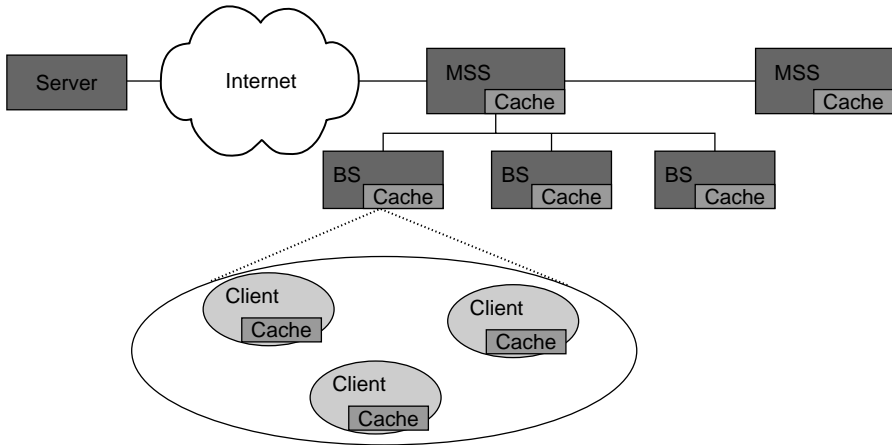 Server
Internet
MSS
Cache
MSS
Cache
BS
Cache
BS
Cache
BS
Cache
Client
Cache
Client
Cache
Client
Cache